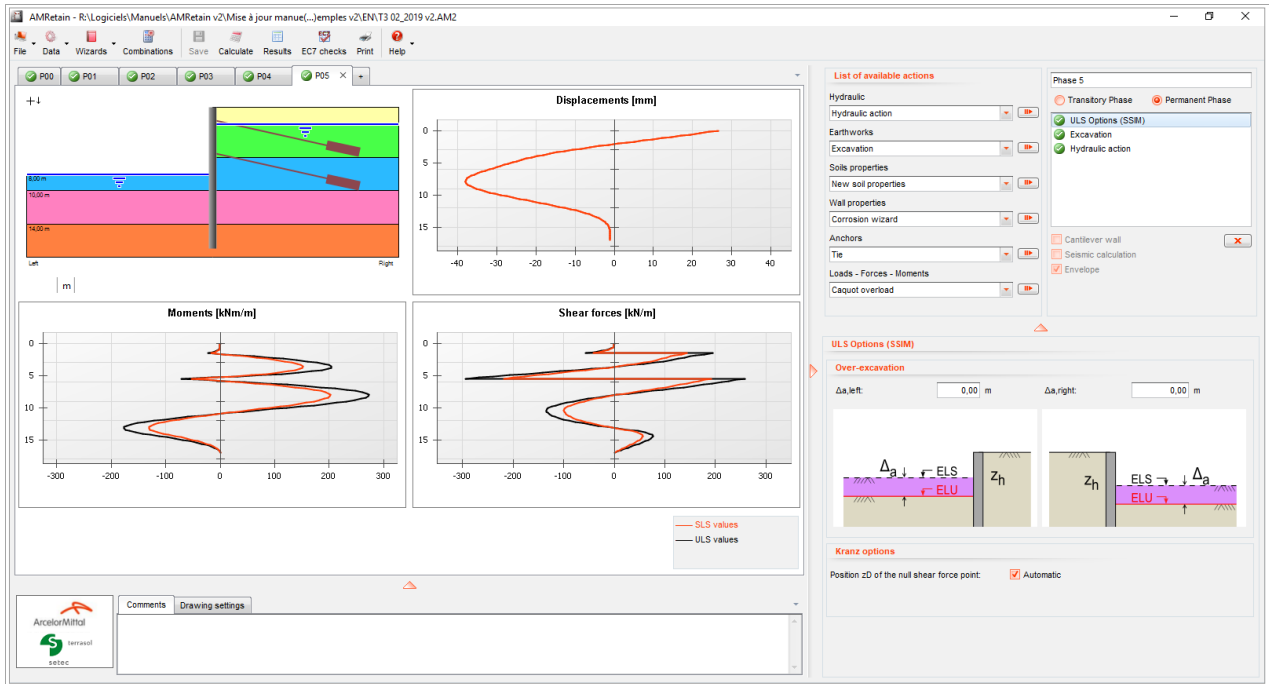 AMRetain - R:\Logiciels\Manuels\AMRetain v2\Mise à jour manue(...)emples v2\EN\T3 02_2019 v2.AM2
File Data Wizards Combinations Save Calculate Results EC7 checks Print Help
P00 P01 P02 P03 P04 P05 × +
8,00 m
10,00 m
14,00 m
Left Right
m
Displacements [mm]
0
5
10
15
-40 -30 -20 -10 0 10 20 30 40
Moments [kNm/m]
0
5
10
15
-300 -200 -100 0 100 200 300
Shear forces [kN/m]
0
5
10
15
-300 -200 -100 0 100 200 300
SLS values
ULS values
ArcelorMittal
terrasol
setec
Comments Drawing settings
List of available actions
Hydraulic
Hydraulic action
Earthworks
Excavation
Soils properties
New soil properties
Wall properties
Corrosion wizard
Anchors
Tie
Loads - Forces - Moments
Caquot overload
Phase 5
Transitory Phase Permanent Phase
ULS Options (SSIM)
Excavation
Hydraulic action
Cantilever wall
Seismic calculation
Envelope
ULS Options (SSIM)
Over-excavation
Δa,left: 0,00 m Δa,right: 0,00 m
Δa ELS zh
ELU
zh ELS Δa
ELU
Kranz options
Position zD of the null shear force point: Automatic